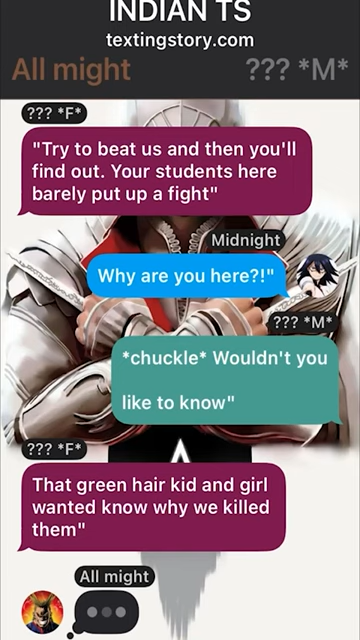 INDIAN TS
textingstory.com
All might ??? *M*
??? *F*
"Try to beat us and then you'll
find out. Your students here
barely put up a fight"
Midnight
Why are you here?!"
??? *M*
*chuckle* Wouldn't you
like to know"
??? *F*
That green hair kid and girl
wanted know why we killed
them"
All might